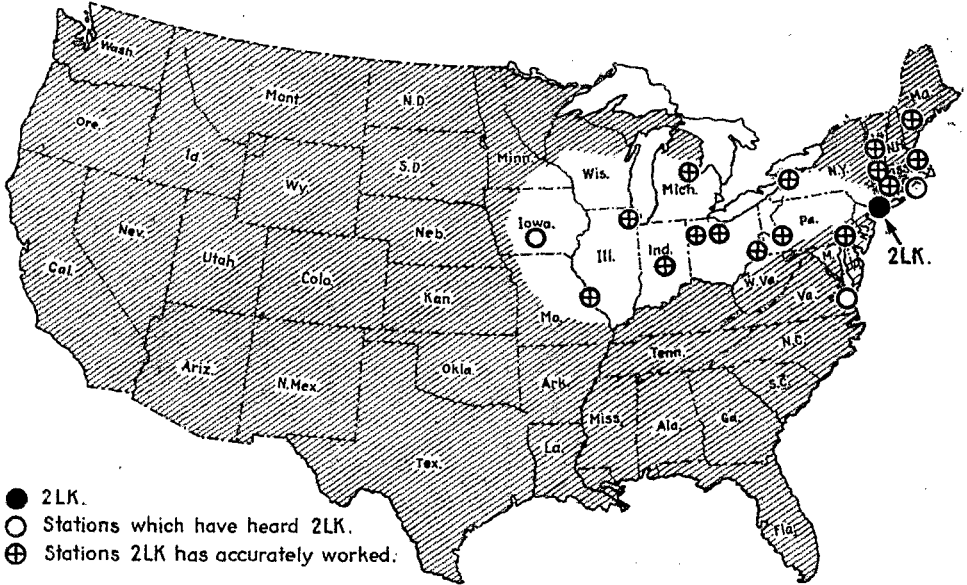 Wash.
Ore.
Id.
Mont.
N.D.
S.D.
Minn.
Wis.
Mich.
N.Y.
Ma.
N.H.
Wy.
Neb.
Iowa.
Nev.
Utah.
Colo.
Kan.
Ill.
Ind.
Pa.
2LK.
Cal.
Mo.
W.Va.
Va.
M.
Ariz.
N.Mex.
Okla.
Ark.
Tenn.
N.C.
S.C.
Miss.
Ala.
Ga.
Tex.
La.
Fla.
2LK.
Stations which have heard 2LK.
Stations 2LK has accurately worked.